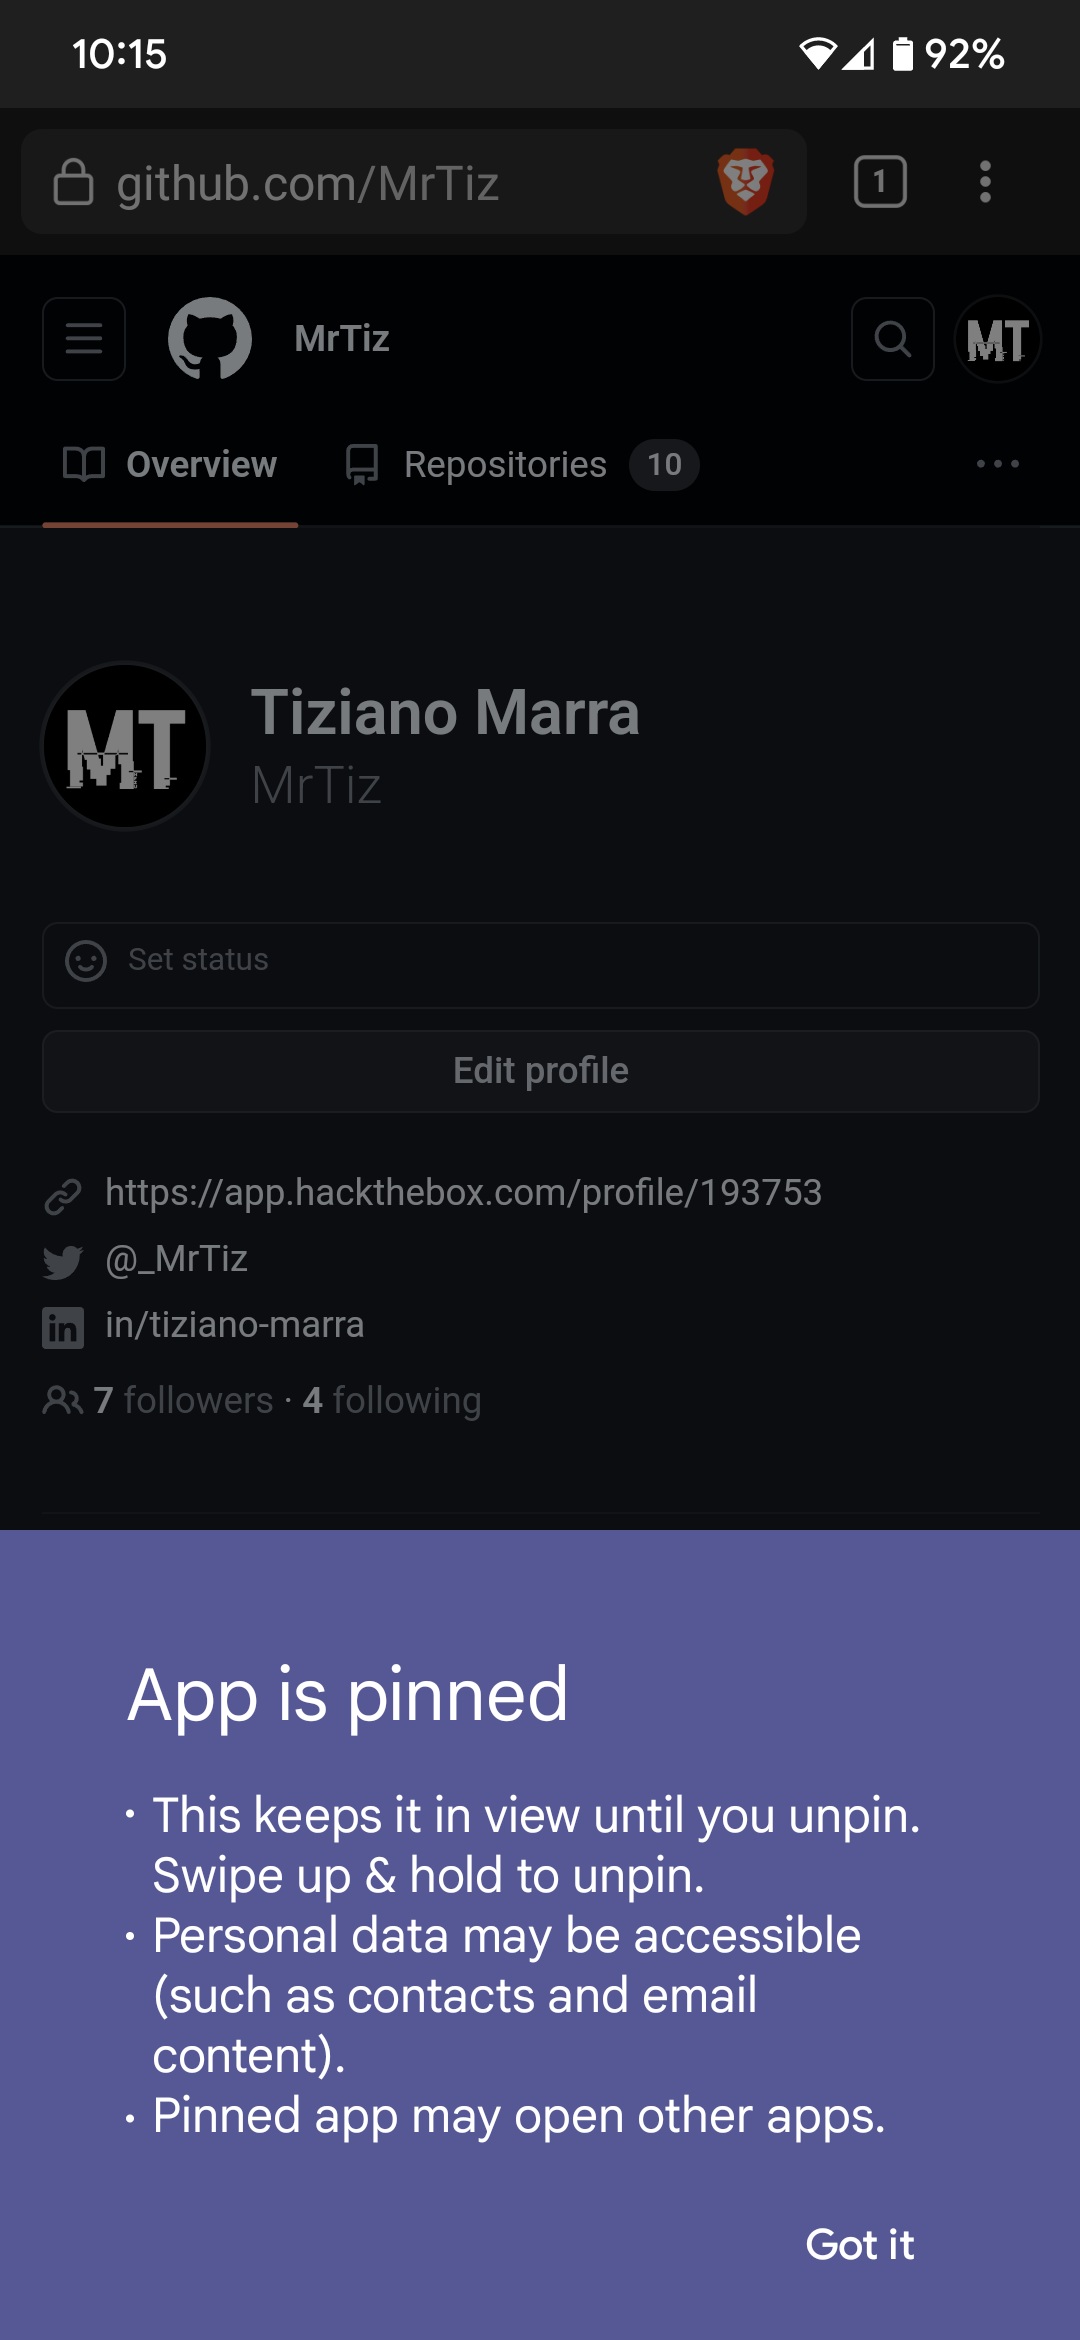 10:15
92%
github.com/MrTiz
1
MrTiz
MT
Overview
Repositories 10
MT
Tiziano Marra
MrTiz
Set status
Edit profile
https://app.hackthebox.com/profile/193753
@_MrTiz
in/tiziano-marra
7 followers · 4 following
App is pinned
· This keeps it in view until you unpin.
Swipe up & hold to unpin.
· Personal data may be accessible
(such as contacts and email
content).
· Pinned app may open other apps.
Got it